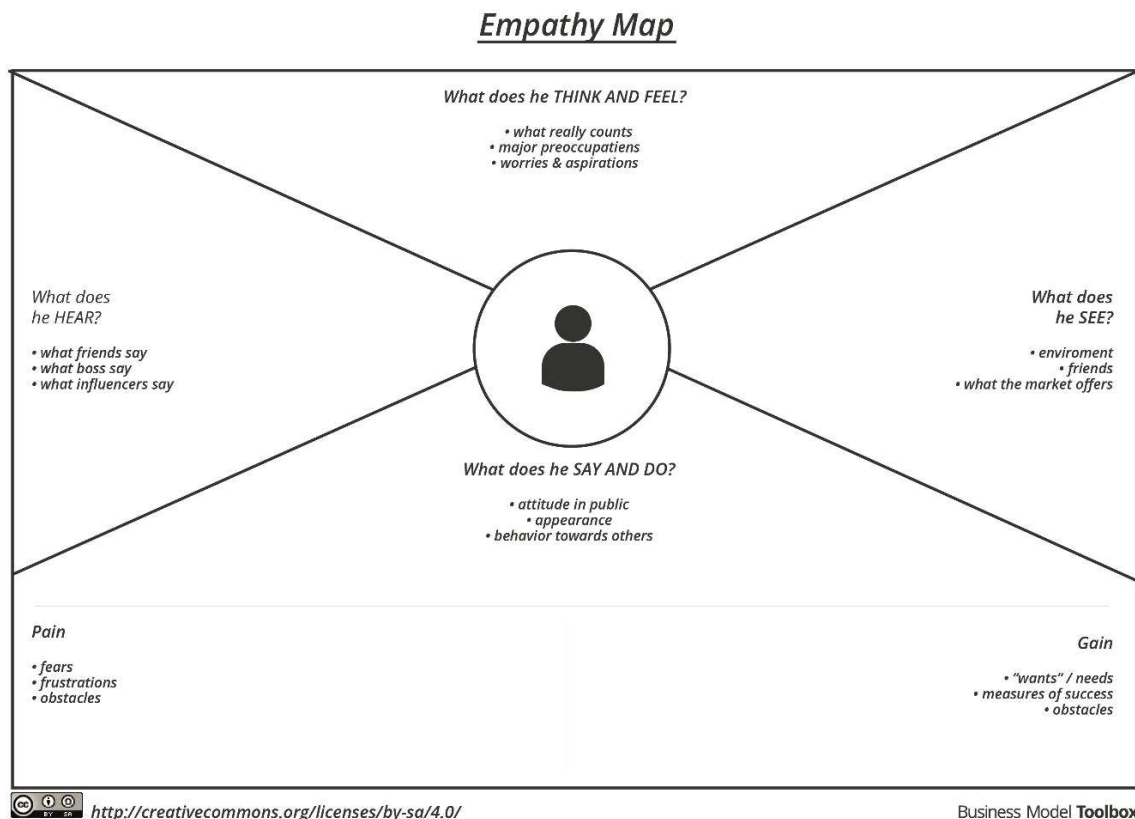 Empathy Map
What does he THINK AND FEEL?
• what really counts
• major preoccupatiens
• worries & aspirations
What does
he HEAR?
• what friends say
• what boss say
• what influencers say
What does
he SEE?
• enviroment
• friends
• what the market offers
What does he SAY AND DO?
• attitude in public
• appearance
• behavior towards others
Pain
• fears
• frustrations
• obstacles
Gain
• “wants” / needs
• measures of success
• obstacles
cc BY SA
http://creativecommons.org/licenses/by-sa/4.0/
Business Model Toolbox